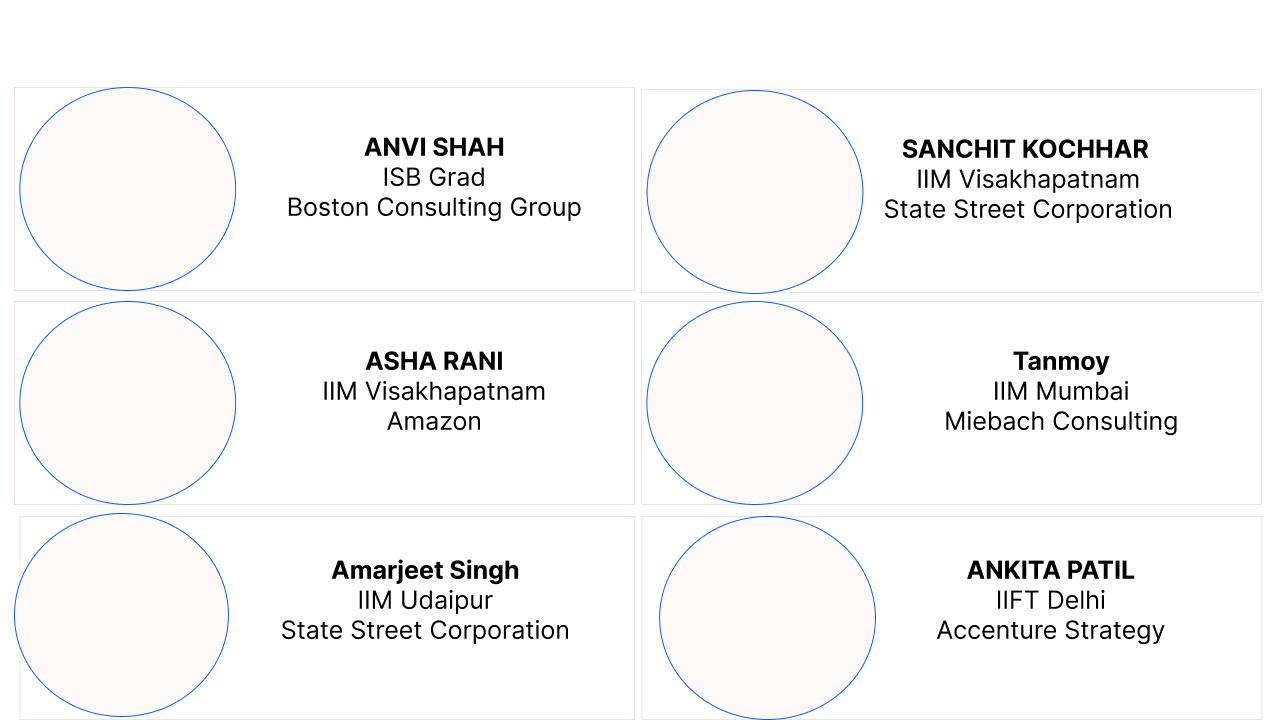 ANVI SHAH
ISB Grad
Boston Consulting Group
SANCHIT KOCHHAR
IIM Visakhapatnam
State Street Corporation
ASHA RANI
IIM Visakhapatnam
Amazon
Tanmoy
IIM Mumbai
Miebach Consulting
Amarjeet Singh
IIM Udaipur
State Street Corporation
ANKITA PATIL
IIFT Delhi
Accenture Strategy